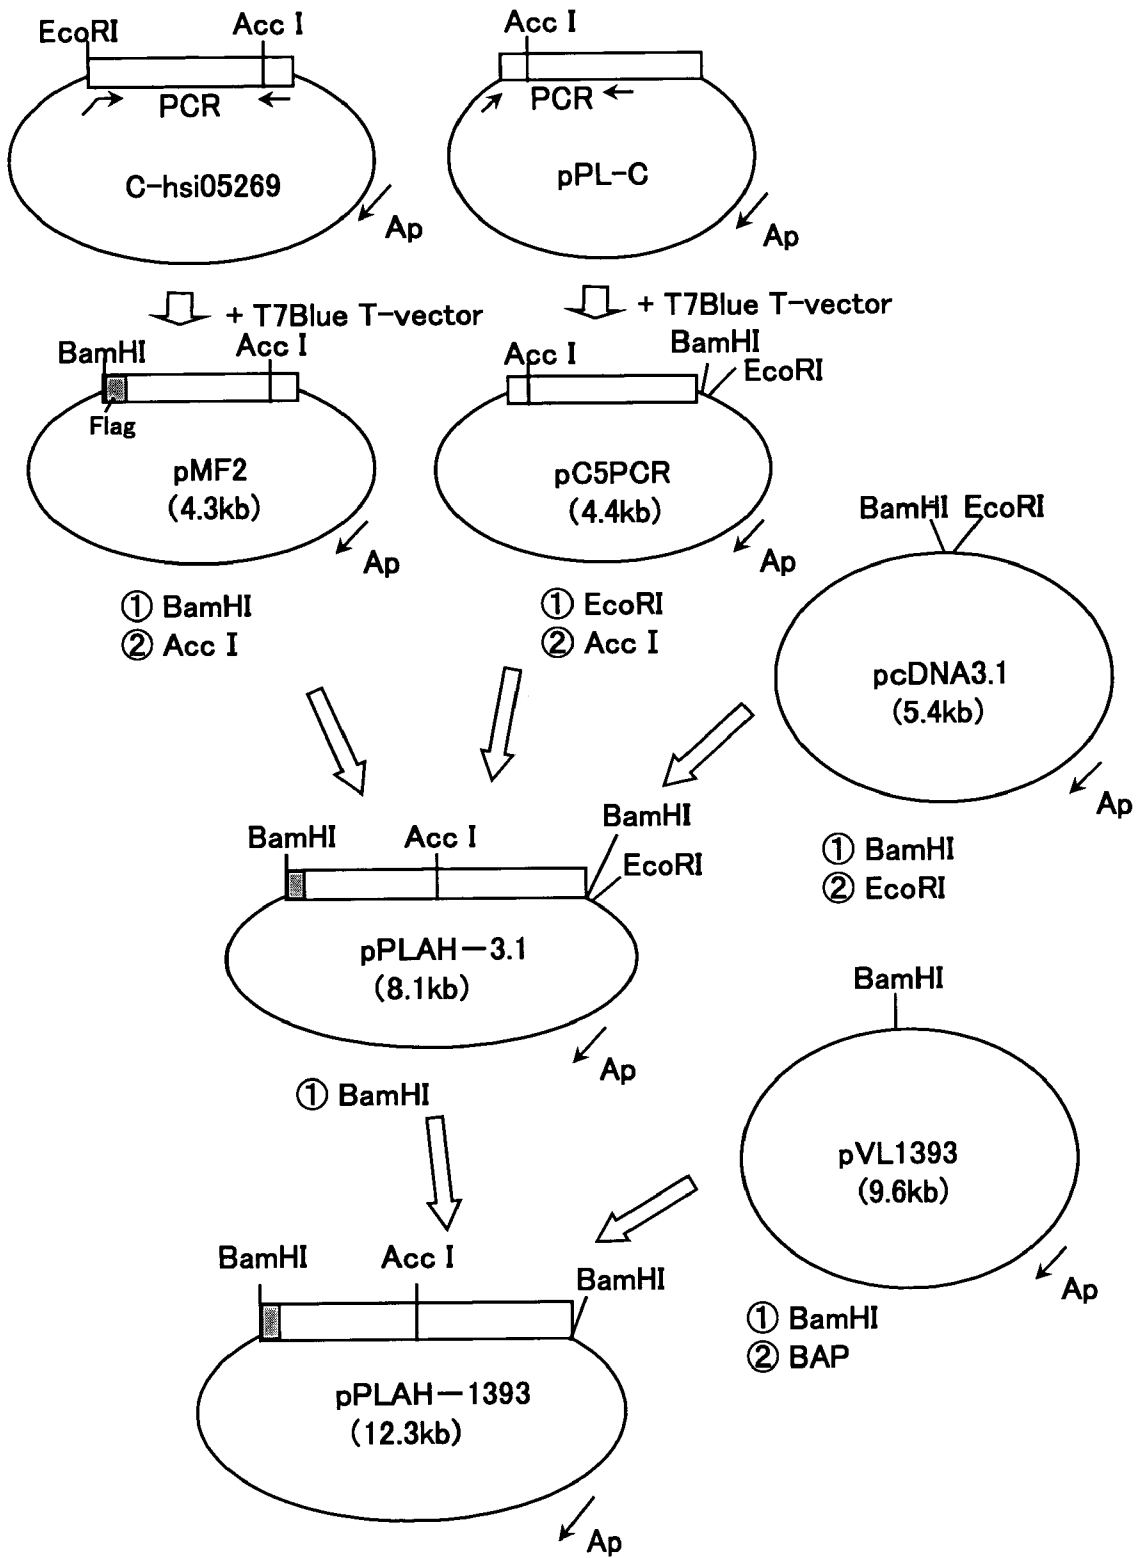 EcoRI
Acc I
PCR
C-hsi05269
Ap
Acc I
PCR
pPL-C
Ap
+ T7Blue T-vector
+ T7Blue T-vector
BamHI
Acc I
Flag
pMF2
(4.3kb)
Ap
① BamHI
② Acc I
Acc I
BamHI
EcoRI
pC5PCR
(4.4kb)
Ap
① EcoRI
② Acc I
BamHI EcoRI
pcDNA3.1
(5.4kb)
Ap
① BamHI
② EcoRI
BamHI
Acc I
BamHI
EcoRI
pPLAH-3.1
(8.1kb)
Ap
① BamHI
BamHI
pVL1393
(9.6kb)
Ap
① BamHI
② BAP
BamHI
Acc I
BamHI
pPLAH-1393
(12.3kb)
Ap